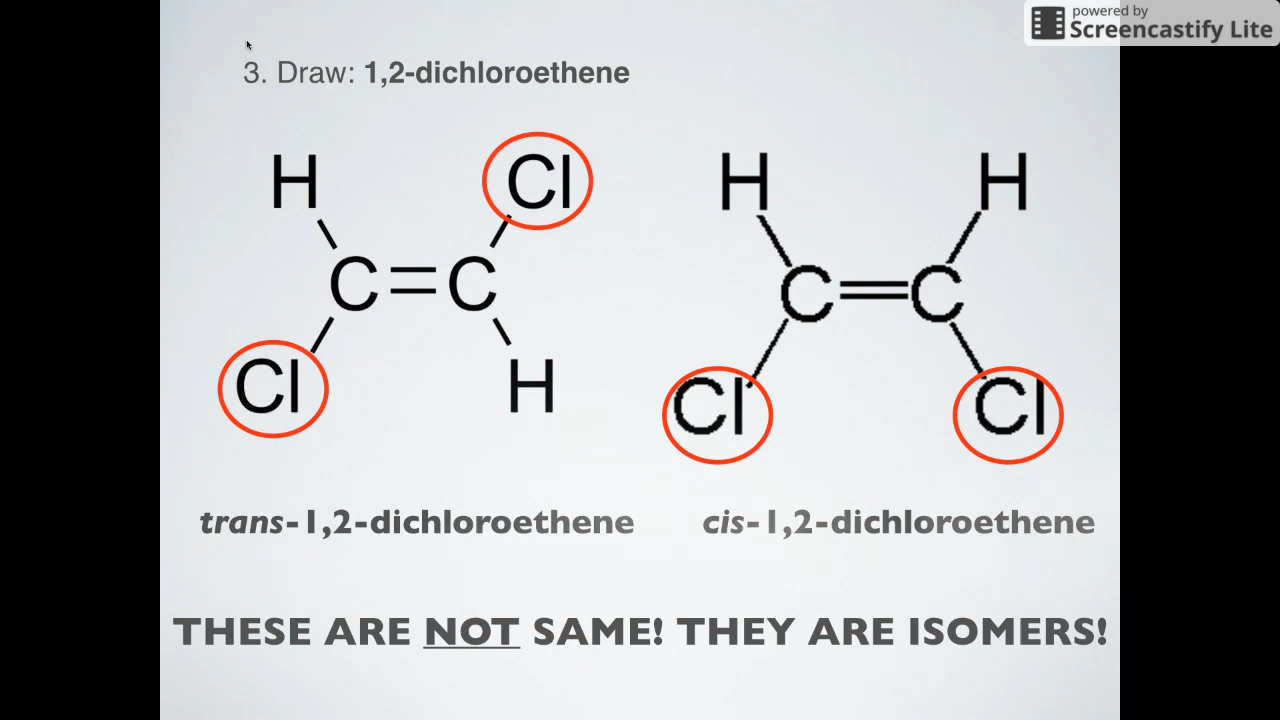 powered by
Screencastify Lite
3. Draw: 1,2-dichloroethene
H Cl H H
C=C C=C
Cl H Cl Cl
trans-1,2-dichloroethene cis-1,2-dichloroethene
THESE ARE NOT SAME! THEY ARE ISOMERS!